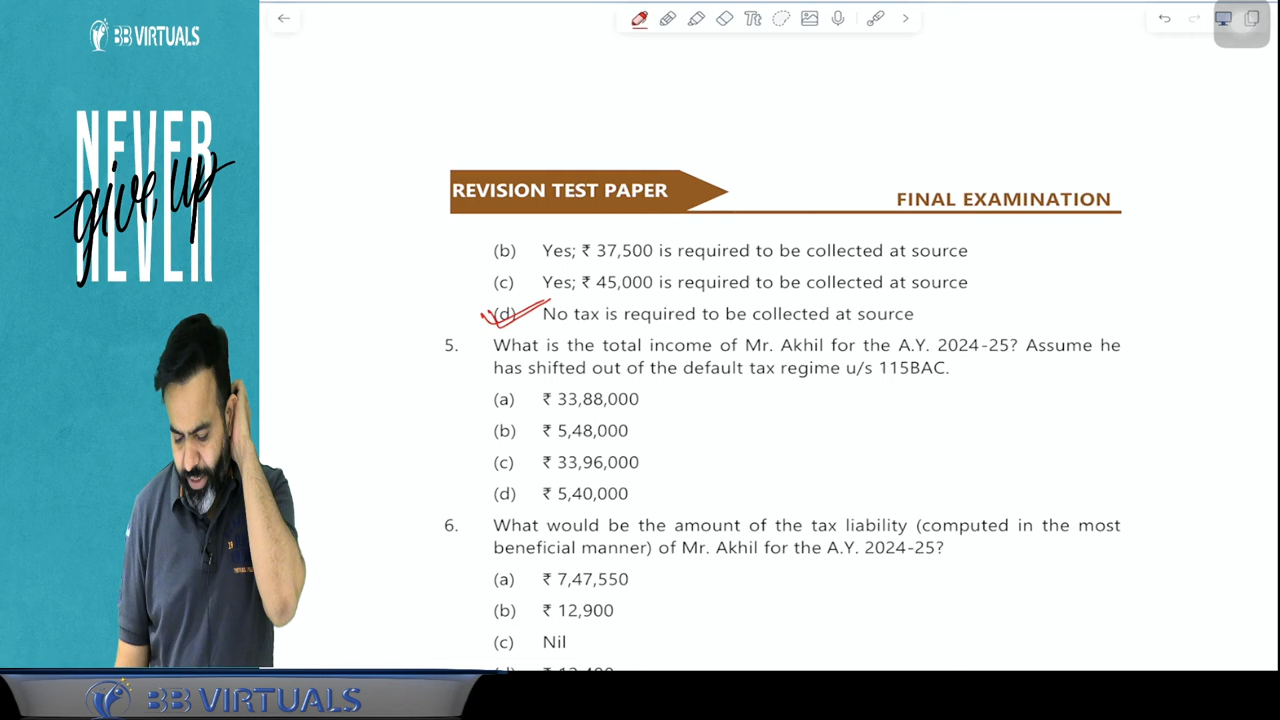 BB VIRTUALS
NEVER
give up
NEVER
REVISION TEST PAPER
FINAL EXAMINATION
(b) Yes; ₹ 37,500 is required to be collected at source
(c) Yes; ₹ 45,000 is required to be collected at source
(d) No tax is required to be collected at source
5. What is the total income of Mr. Akhil for the A.Y. 2024-25? Assume he
has shifted out of the default tax regime u/s 115BAC.
(a) ₹ 33,88,000
(b) ₹ 5,48,000
(c) ₹ 33,96,000
(d) ₹ 5,40,000
6. What would be the amount of the tax liability (computed in the most
beneficial manner) of Mr. Akhil for the A.Y. 2024-25?
(a) ₹ 7,47,550
(b) ₹ 12,900
(c) Nil
BB VIRTUALS